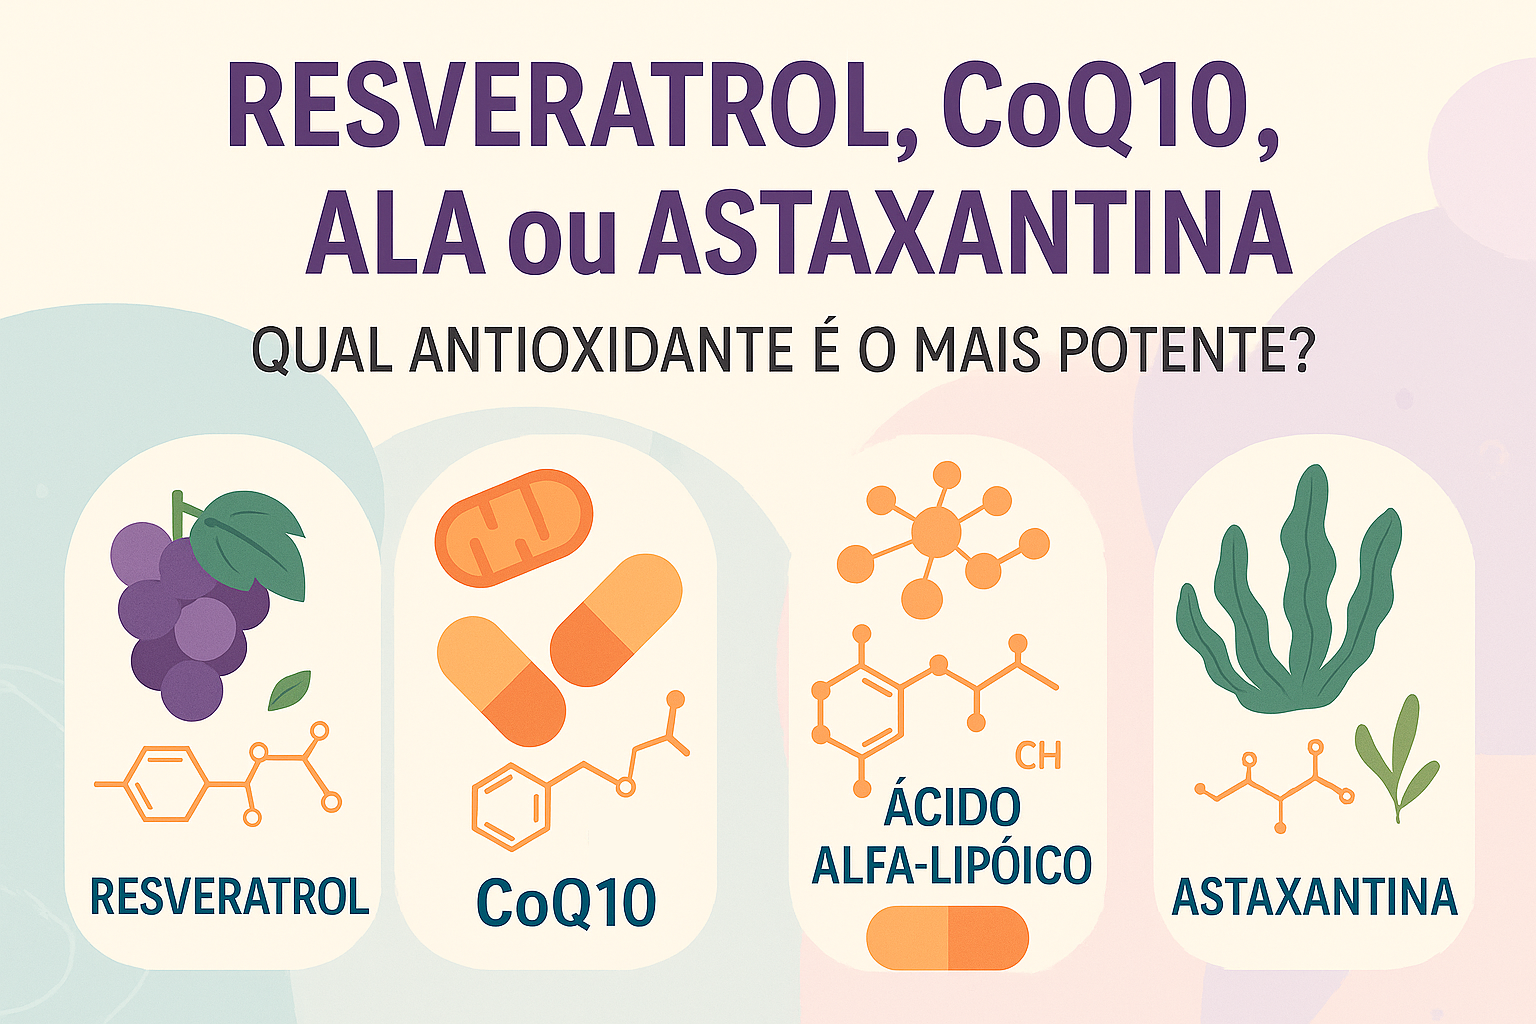 RESVERATROL, CoQ10,
ALA ou ASTAXANTINA
QUAL ANTIOXIDANTE É O MAIS POTENTE?
RESVERATROL
CoQ10
CH
ÁCIDO
ALFA-LIPÓICO
ASTAXANTINA